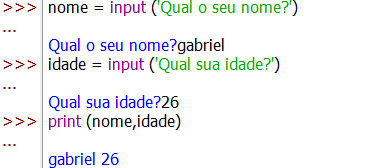 >>> nome = input ('Qual o seu nome?')
...
Qual o seu nome?gabriel
>>> idade = input ('Qual sua idade?')
...
Qual sua idade?26
>>> print (nome,idade)
...
gabriel 26